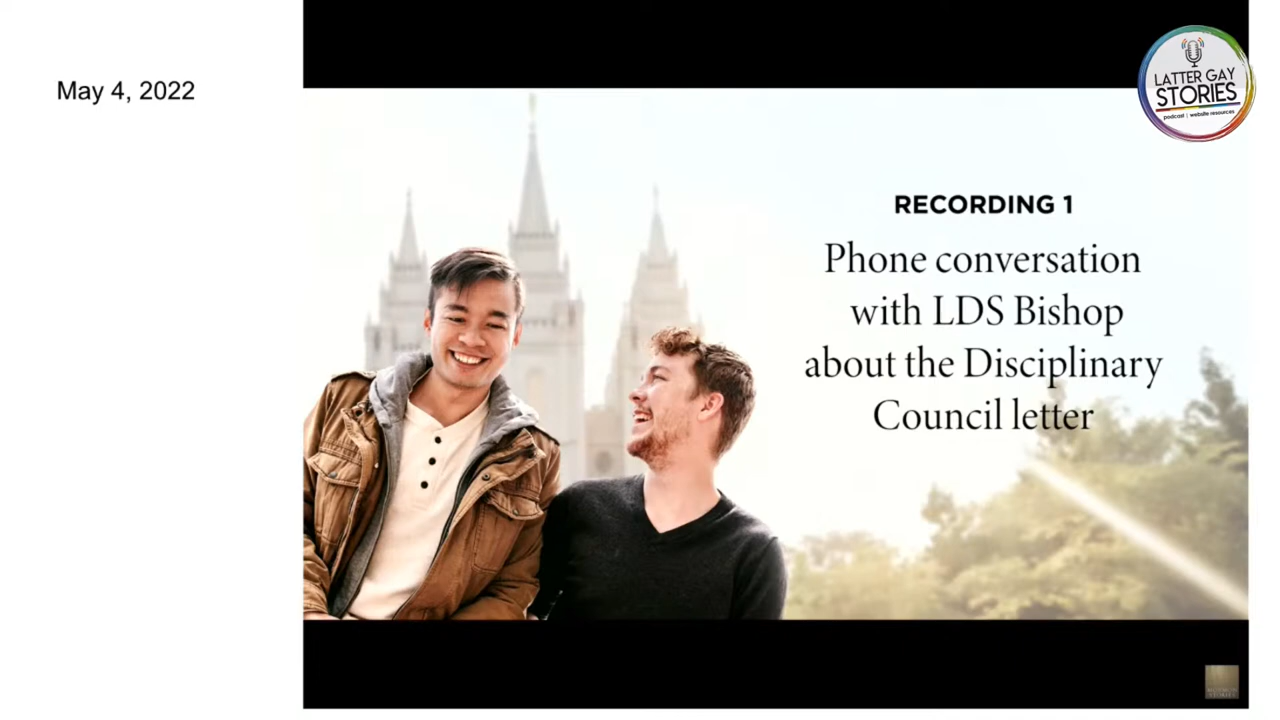 May 4, 2022
LATTER GAY
STORIES
podcast | website resources
RECORDING 1
Phone conversation
with LDS Bishop
about the Disciplinary
Council letter